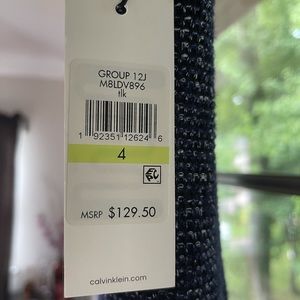 GROUP 12J
M8LDV896
tlk
1 92351 12624 6
4
MSRP $129.50
calvinklein.com